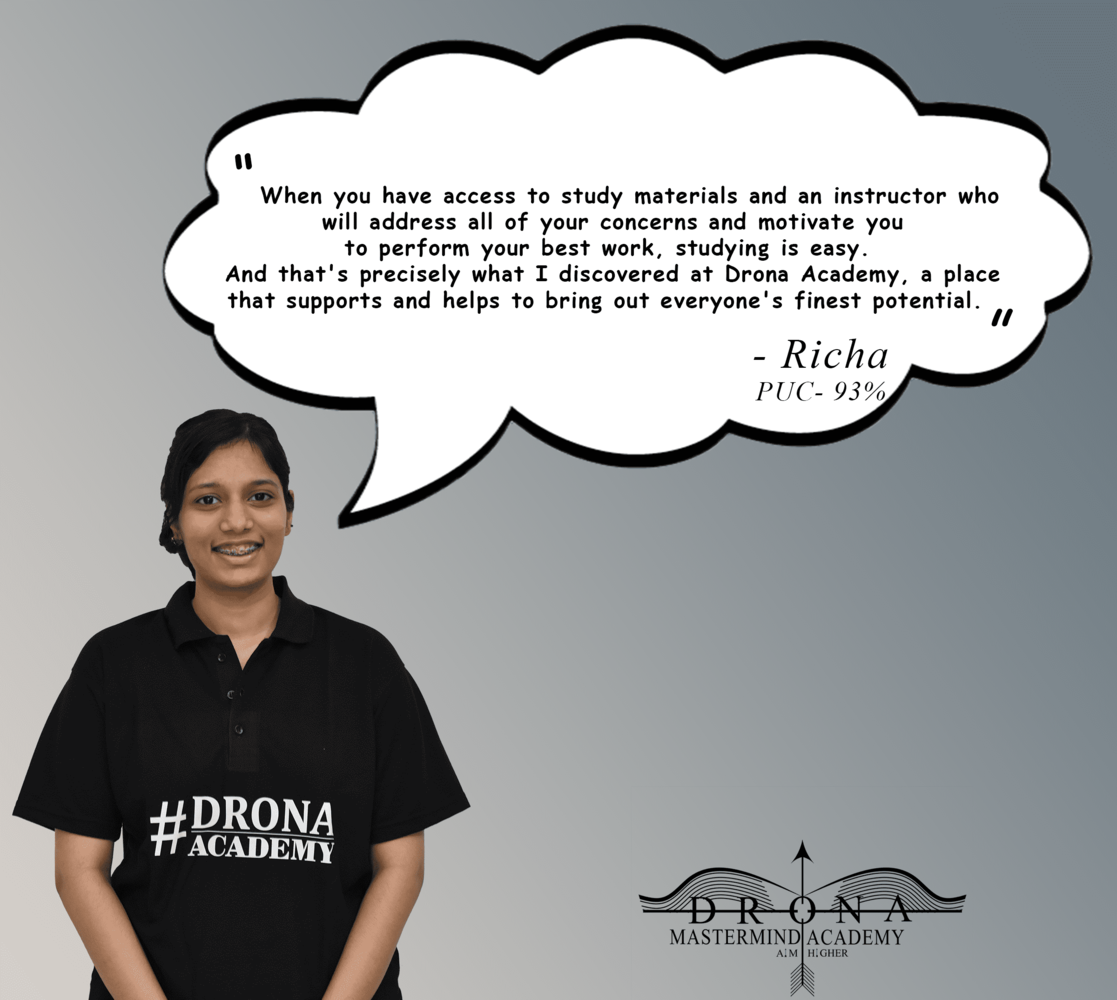 "
When you have access to study materials and an instructor who
will address all of your concerns and motivate you
to perform your best work, studying is easy.
And that's precisely what I discovered at Drona Academy, a place
that supports and helps to bring out everyone's finest potential.
"
- Richa
PUC- 93%
#DRONA
ACADEMY
DRONA
MASTERMIND ACADEMY
AIM HIGHER